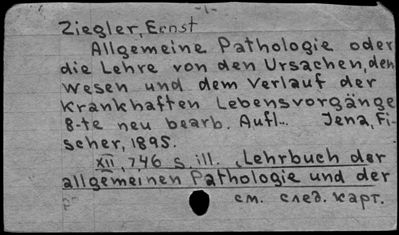 -1-
Ziegler, Ernst
Allgemeine Pathologie oder
die Lehre von den Ursachen, den
Wesen und dem Verlauf der
krankhaften Lebensvorgänge
8-te neu bearb. Aufl... Jena, Fi-
scher, 1895.
XII, 746 s. ill. „Lehrbuch der
allgemeinen Pathologie und der
см. след. карт.